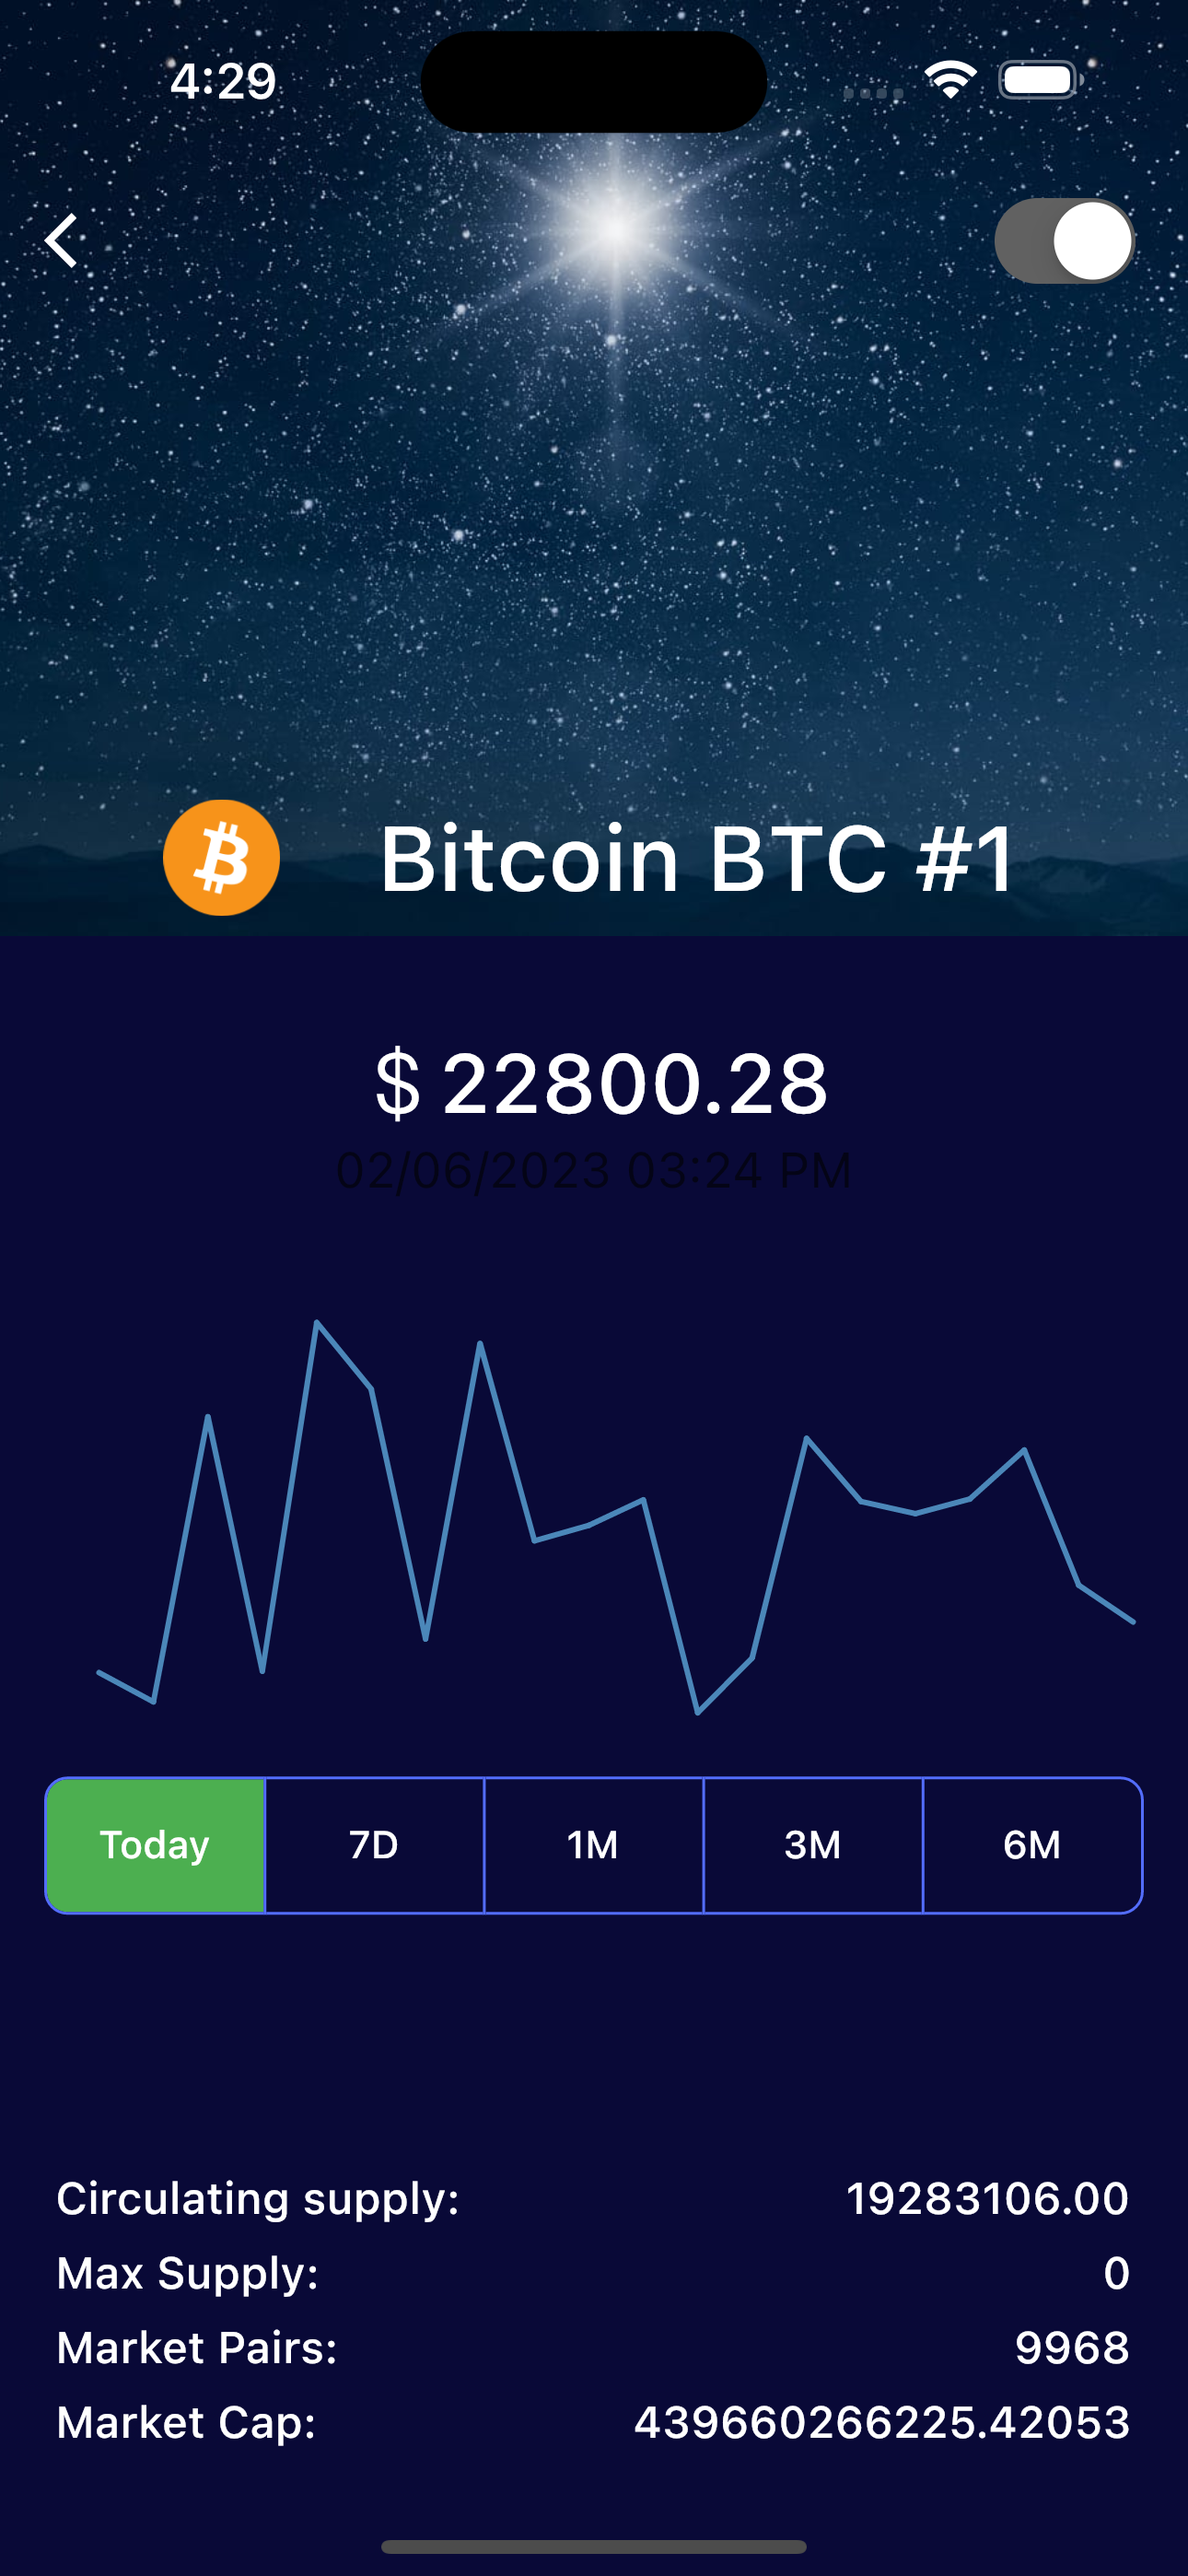 4:29
Bitcoin BTC #1
$ 22800.28
02/06/2023 03:24 PM
Today 7D 1M 3M 6M
Circulating supply: 19283106.00
Max Supply: 0
Market Pairs: 9968
Market Cap: 439660266225.42053